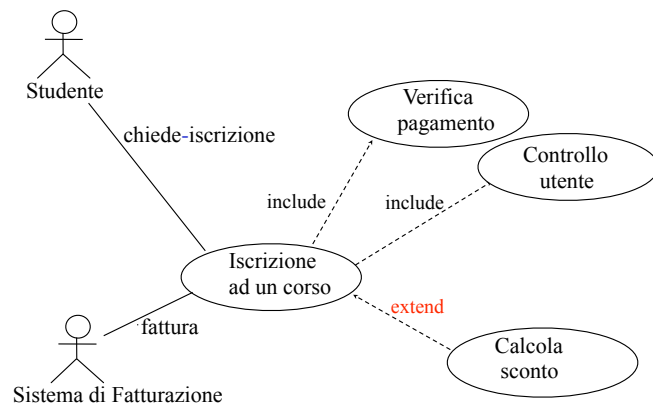 Studente
chiede-iscrizione
Verifica
pagamento
Controllo
utente
include
include
Iscrizione
ad un corso
extend
fattura
Calcola
sconto
Sistema di Fatturazione